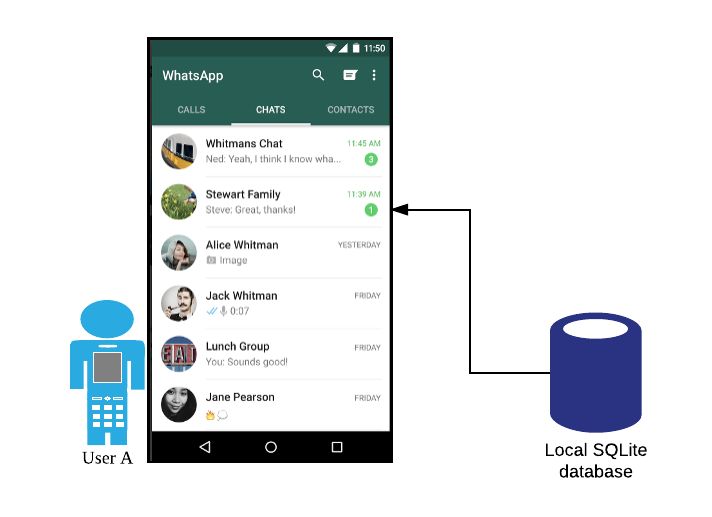 11:50
WhatsApp
CALLS CHATS CONTACTS
Whitmans Chat 11:45 AM
Ned: Yeah, I think I know wha... 3
Stewart Family 11:39 AM
Steve: Great, thanks! 1
Alice Whitman YESTERDAY
Image
Jack Whitman FRIDAY
0:07
Lunch Group FRIDAY
EAT
You: Sounds good!
Jane Pearson FRIDAY
User A
Local SQLite
database